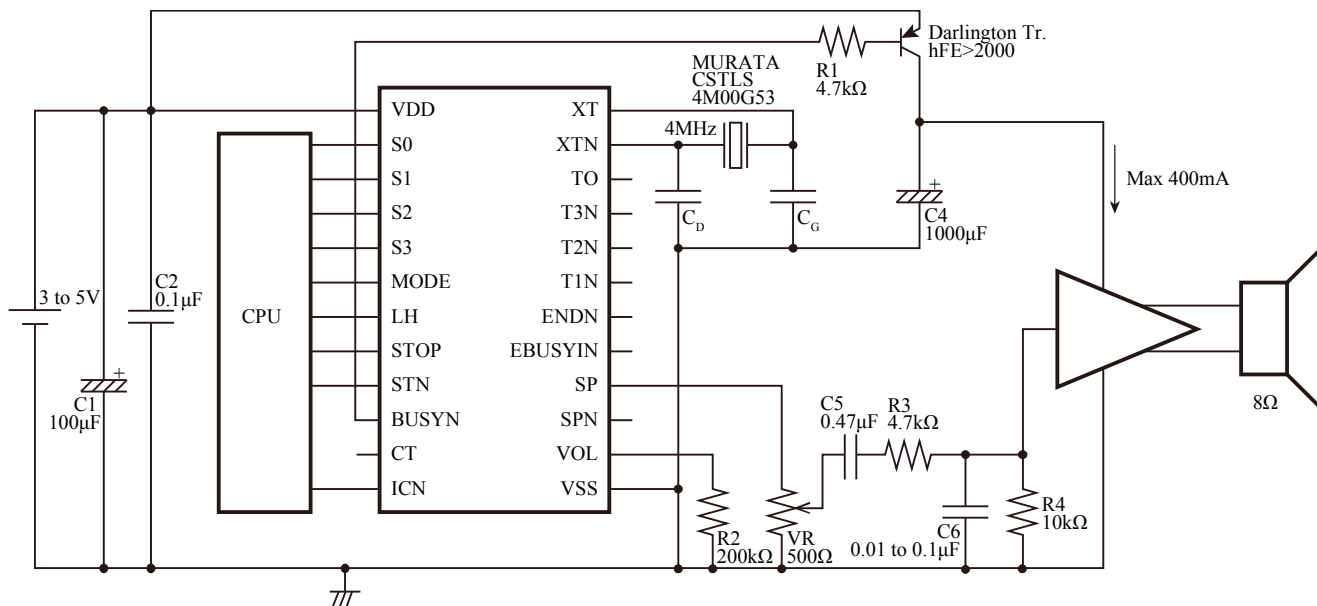 Darlington Tr.
hFE>2000
R1
4.7kΩ
MURATA
CSTLS
4M00G53
VDD
S0
S1
S2
S3
MODE
LH
STOP
STN
BUSYN
CT
ICN
XT
XTN
TO
T3N
T2N
T1N
ENDN
EBUSYIN
SP
SPN
VOL
VSS
4MHz
C_D
C_G
+
C4
1000µF
Max 400mA
3 to 5V
C2
0.1µF
CPU
+
C1
100µF
8Ω
C5
0.47µF
R3
4.7kΩ
R2
200kΩ
VR
500Ω
C6
0.01 to 0.1µF
R4
10kΩ